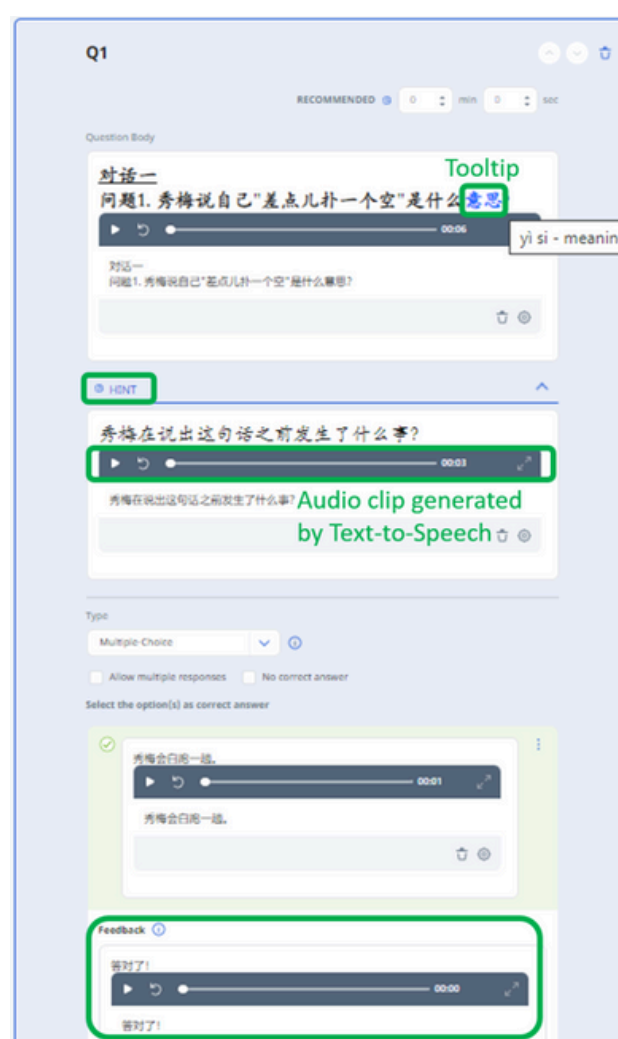 Q1
RECOMMENDED 0 min 0 sec
Question Body
对话一
Tooltip
问题1. 秀梅说自己"差点儿扑一个空"是什么意思?
00:06
yì si - meanin
对话一
问题1. 秀梅说自己"差点儿扑一个空"是什么意思?
HINT
秀梅在说出这句话之前发生了什么事?
00:03
秀梅在说出这句话之前发生了什么事?
Audio clip generated
by Text-to-Speech
Type
Multiple-Choice
Allow multiple responses No correct answer
Select the option(s) as correct answer
秀梅会白跑一趟。
00:01
秀梅会白跑一趟。
Feedback
答对了!
00:00
答对了!